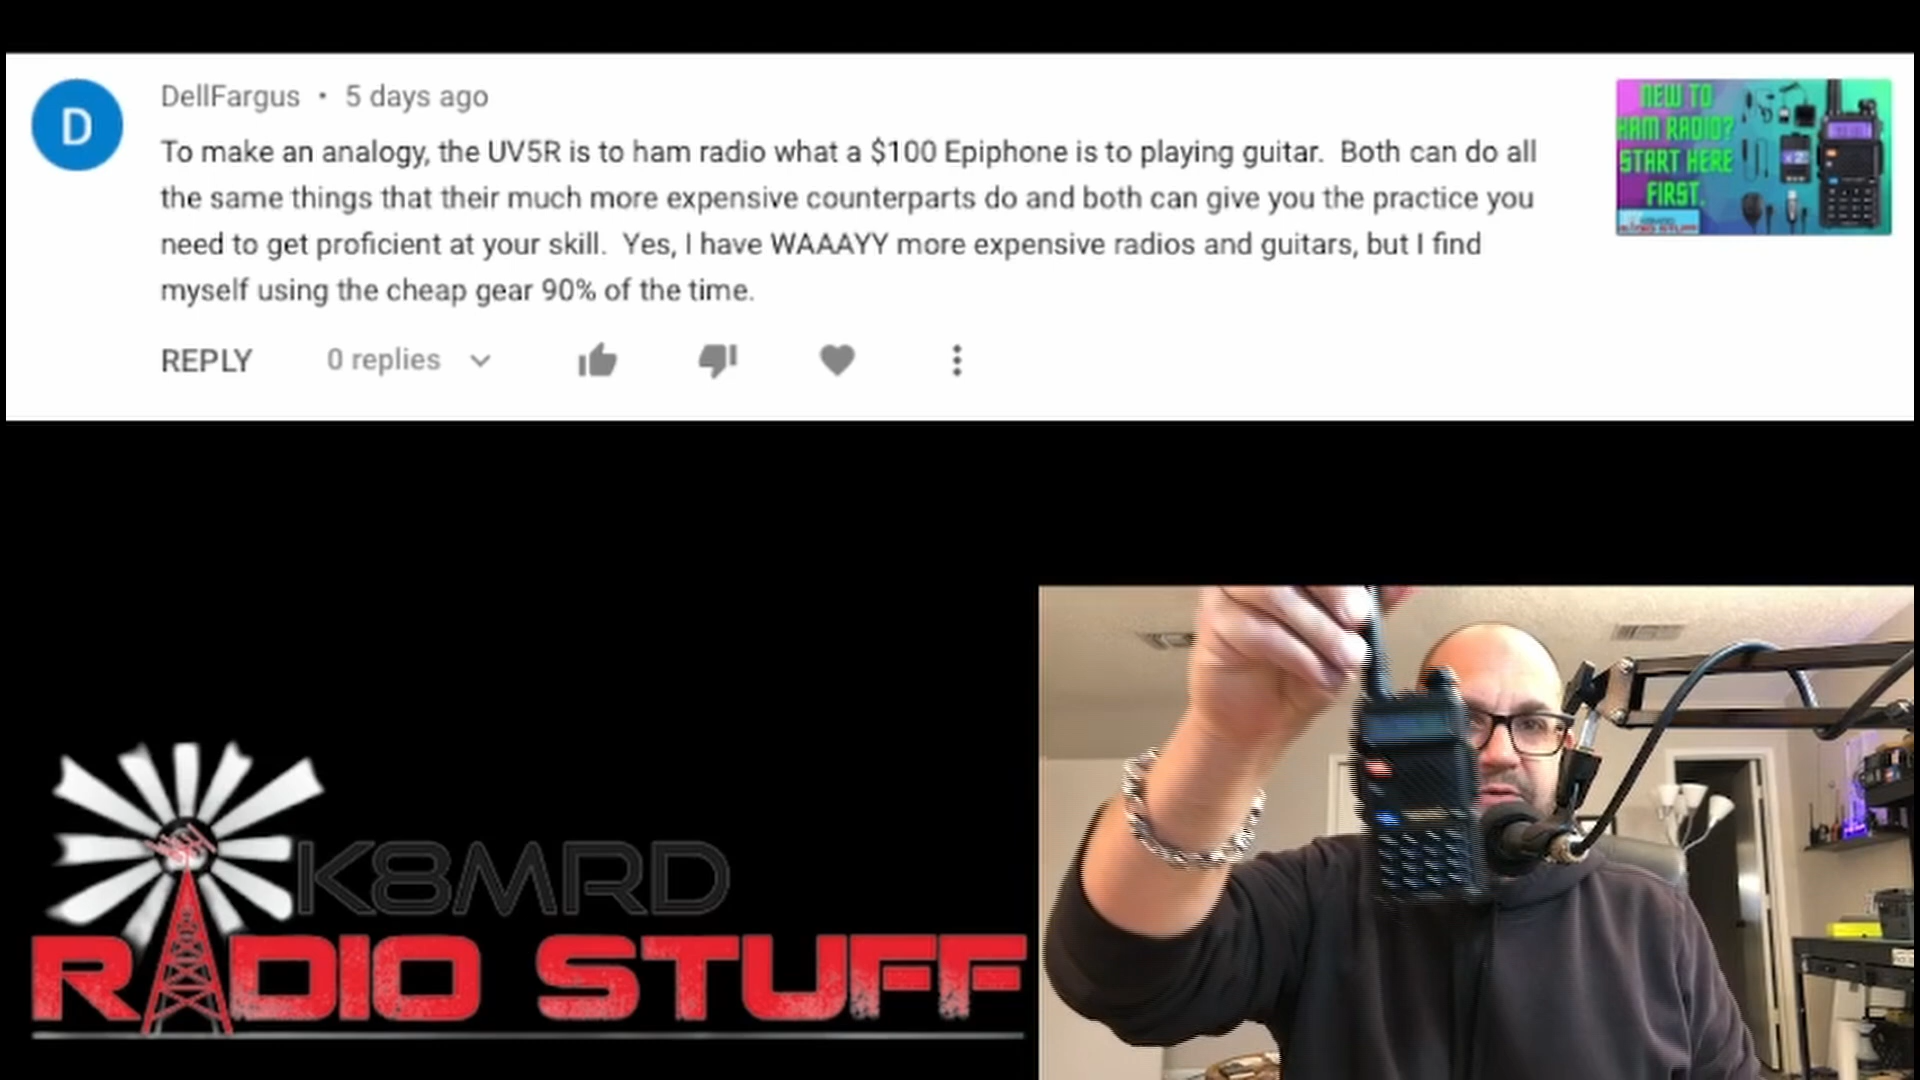 D
DellFargus • 5 days ago
To make an analogy, the UV5R is to ham radio what a $100 Epiphone is to playing guitar.  Both can do all
the same things that their much more expensive counterparts do and both can give you the practice you
need to get proficient at your skill.  Yes, I have WAAAYY more expensive radios and guitars, but I find
myself using the cheap gear 90% of the time.
REPLY 0 replies
NEW TO
HAM RADIO?
START HERE
FIRST.
K8MRD
RADIO STUFF